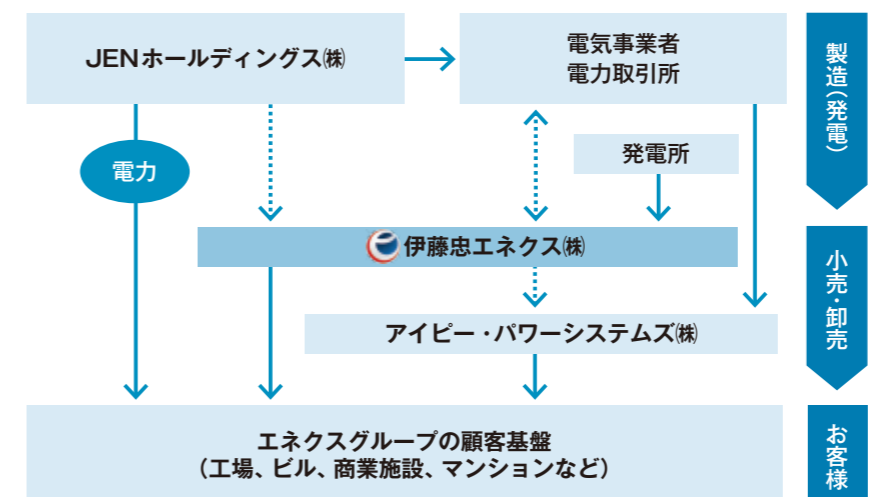 JENホールディングス㈱
電気事業者
電力取引所
製造（発電）
電力
発電所
伊藤忠エネクス㈱
小売・卸売
アイピー・パワーシステムズ㈱
エネクスグループの顧客基盤
（工場、ビル、商業施設、マンションなど）
お客様